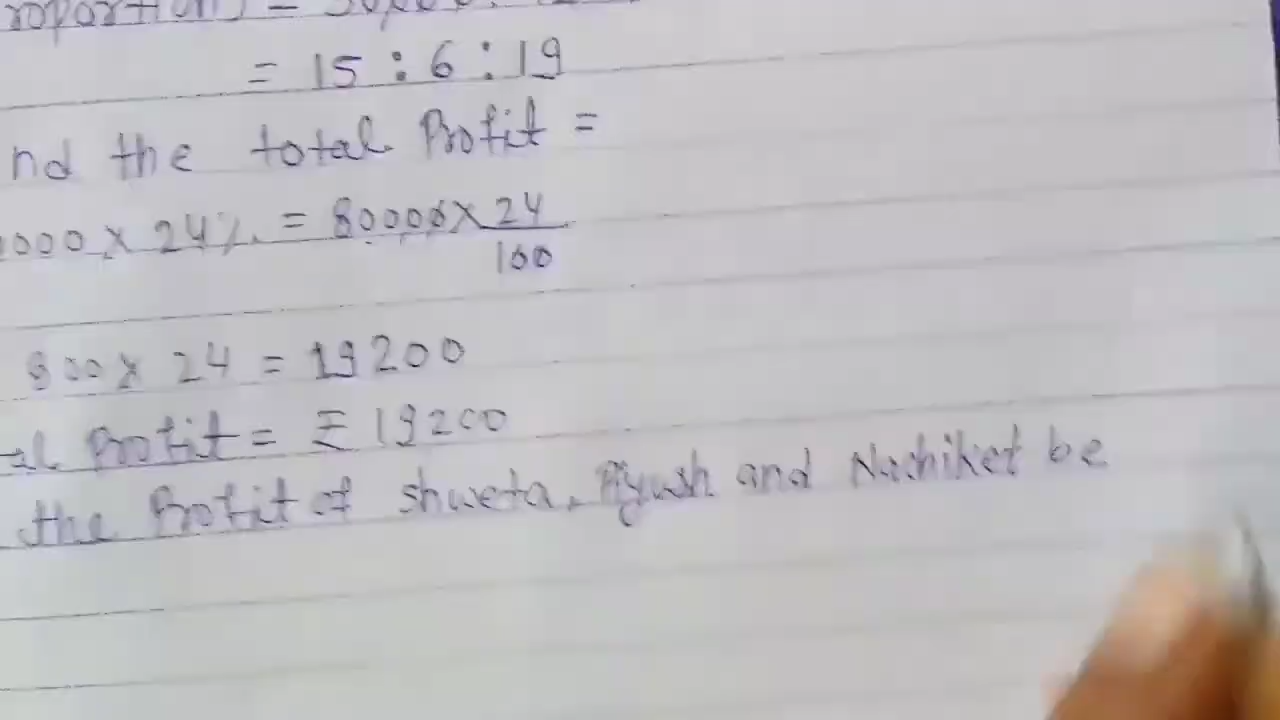 = 15 : 6 : 19
nd the total Profit =
000 × 24% = 80000 × 24/100
800 × 24 = 19200
Profit = ₹ 19200
the Profit of shweta, Piyush and Nachiket be